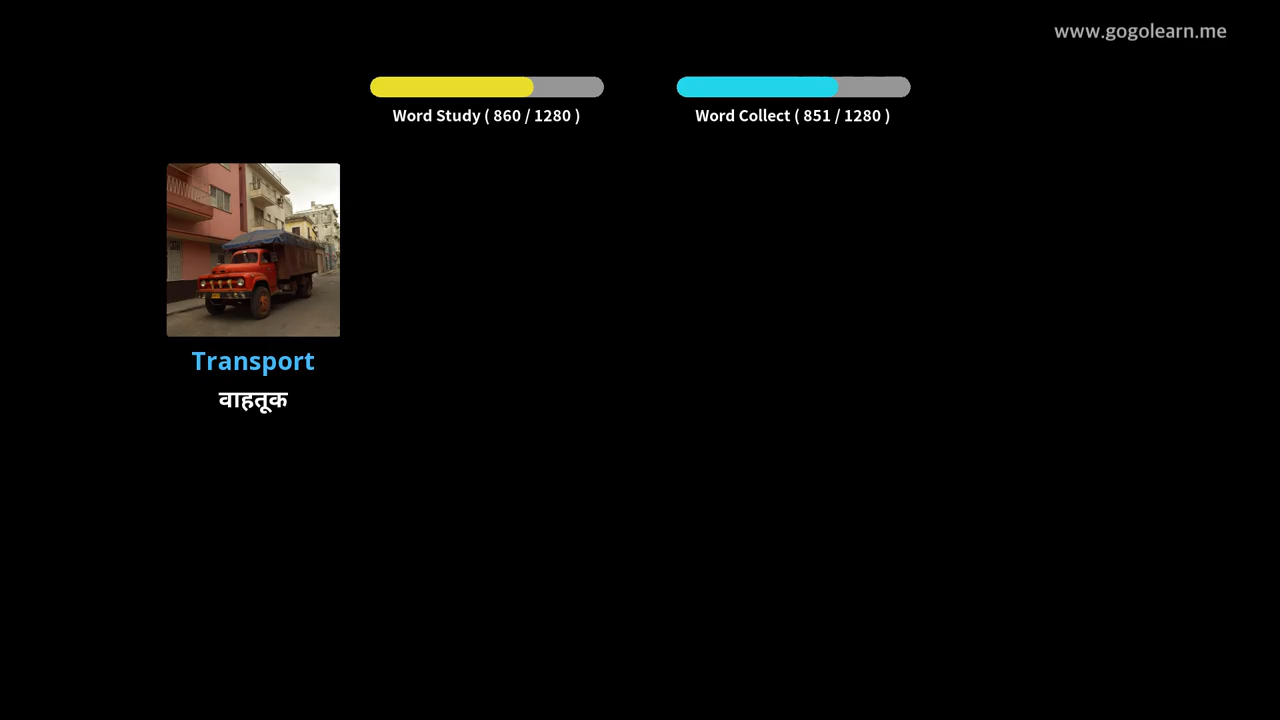 www.gogolearn.me
Word Study ( 860 / 1280 )
Word Collect ( 851 / 1280 )
Transport
वाहतूक